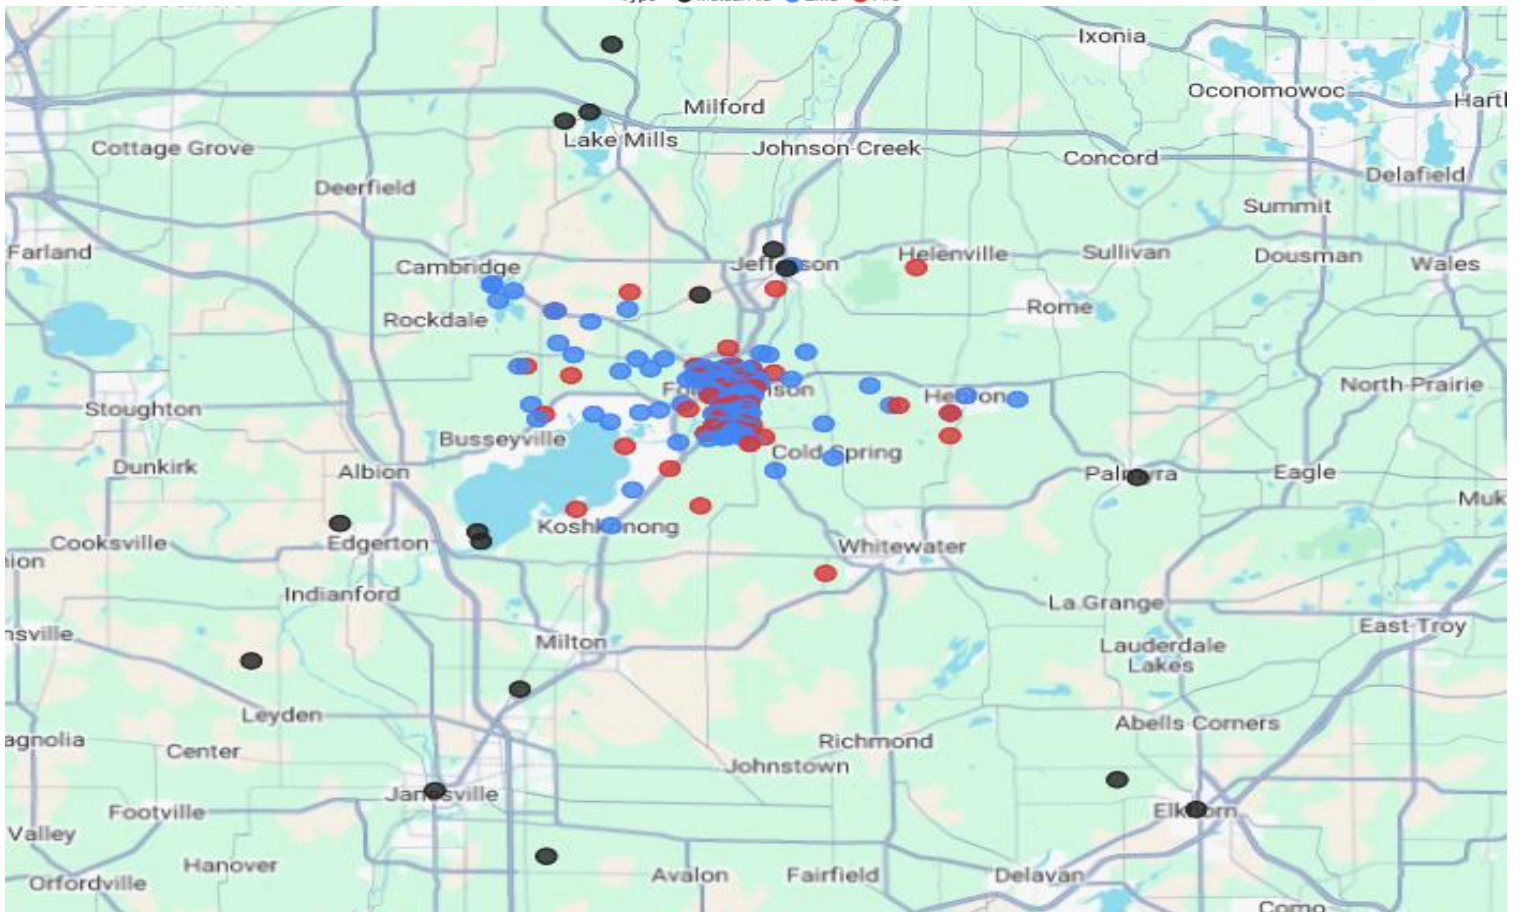 Ixonia
Oconomowoc
Milford
Lake Mills
Cottage Grove
Johnson Creek
Concord
Delafield
Deerfield
Summit
Farland
Cambridge
Helenville
Sullivan
Dousman
Wales
Rockdale
Rome
Stoughton
North Prairie
Busseyville
Cold Spring
Dunkirk
Albion
Eagle
Cooksville
Edgerton
Whitewater
Indianford
La Grange
East Troy
Milton
Lauderdale
Lakes
Leyden
Abells Corners
Center
Richmond
Johnstown
Footville
Valley
Hanover
Orfordville
Avalon
Fairfield
Delavan